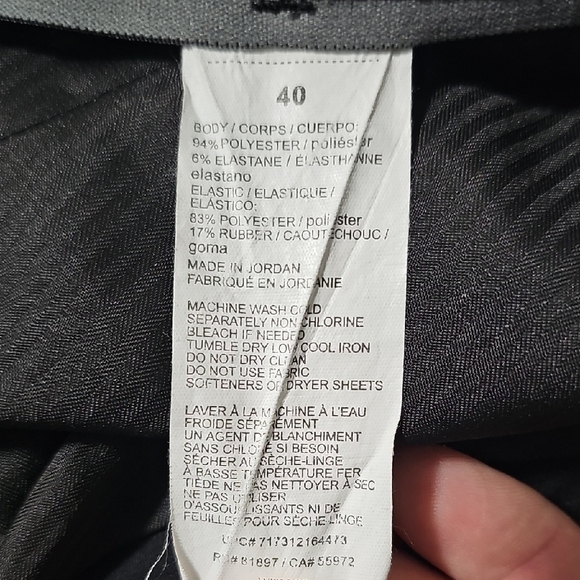 40
BODY / CORPS / CUERPO:
94% POLYESTER / poliéster
6% ELASTANE / ÉLASTHANNE
elastano
ELASTIC / ELASTIQUE /
ELÁSTICO:
83% POLYESTER / poliéster
17% RUBBER / CAOUTCHOUC /
goma
MADE IN JORDAN
FABRIQUÉ EN JORDANIE
MACHINE WASH COLD
SEPARATELY NON CHLORINE
BLEACH IF NEEDED
TUMBLE DRY LOW COOL IRON
DO NOT DRY CLEAN
DO NOT USE FABRIC
SOFTENERS OR DRYER SHEETS
LAVER À LA MACHINE À L'EAU
FROIDE SÉPARÉMENT
UN AGENT DE BLANCHIMENT
SANS CHLORE SI BESOIN
SÉCHER AU SÈCHE-LINGE
À BASSE TEMPÉRATURE FER
TIÈDE NE PAS NETTOYER À SEC
NE PAS UTILISER
D'ASSOUPLISSANTS NI DE
FEUILLES POUR SÈCHE-LINGE
UPC# 717312164473
RN# 81897 / CA# 55972